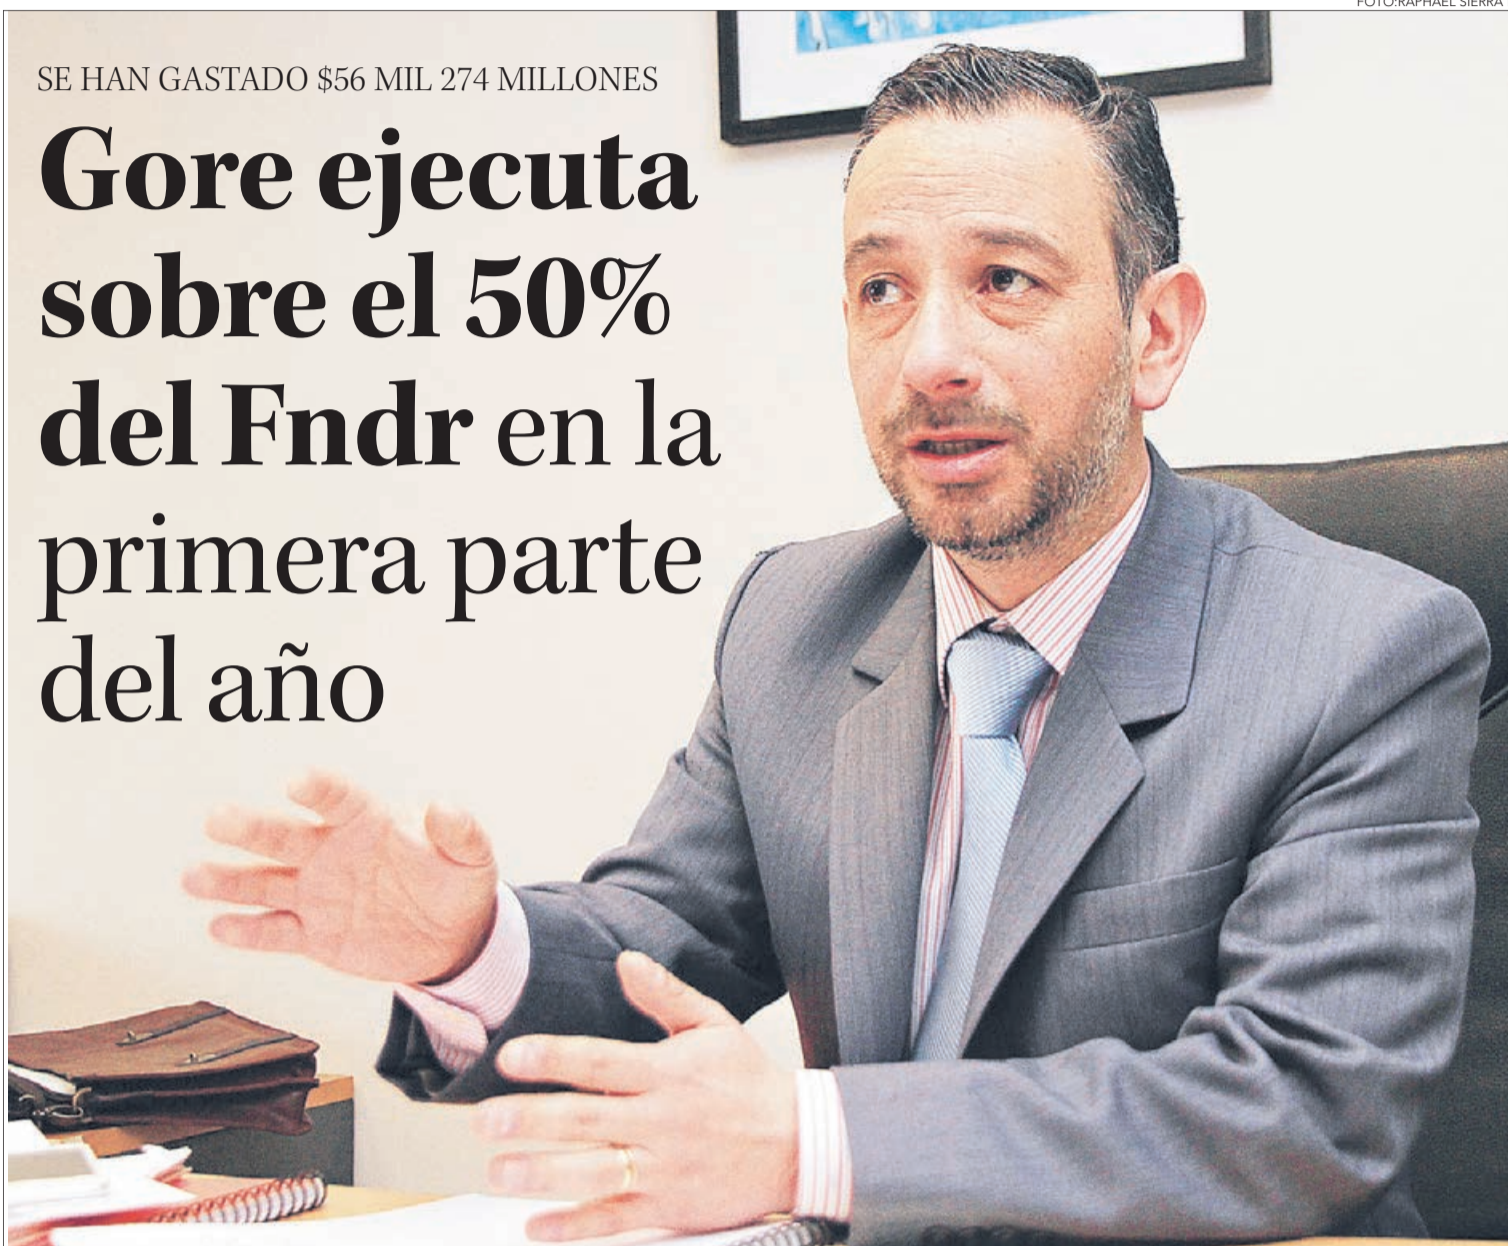 FOTO:RAPHAEL SIERRA
SE HAN GASTADO $56 MIL 274 MILLONES
Gore ejecuta
sobre el 50%
del Fndr en la
primera parte
del año